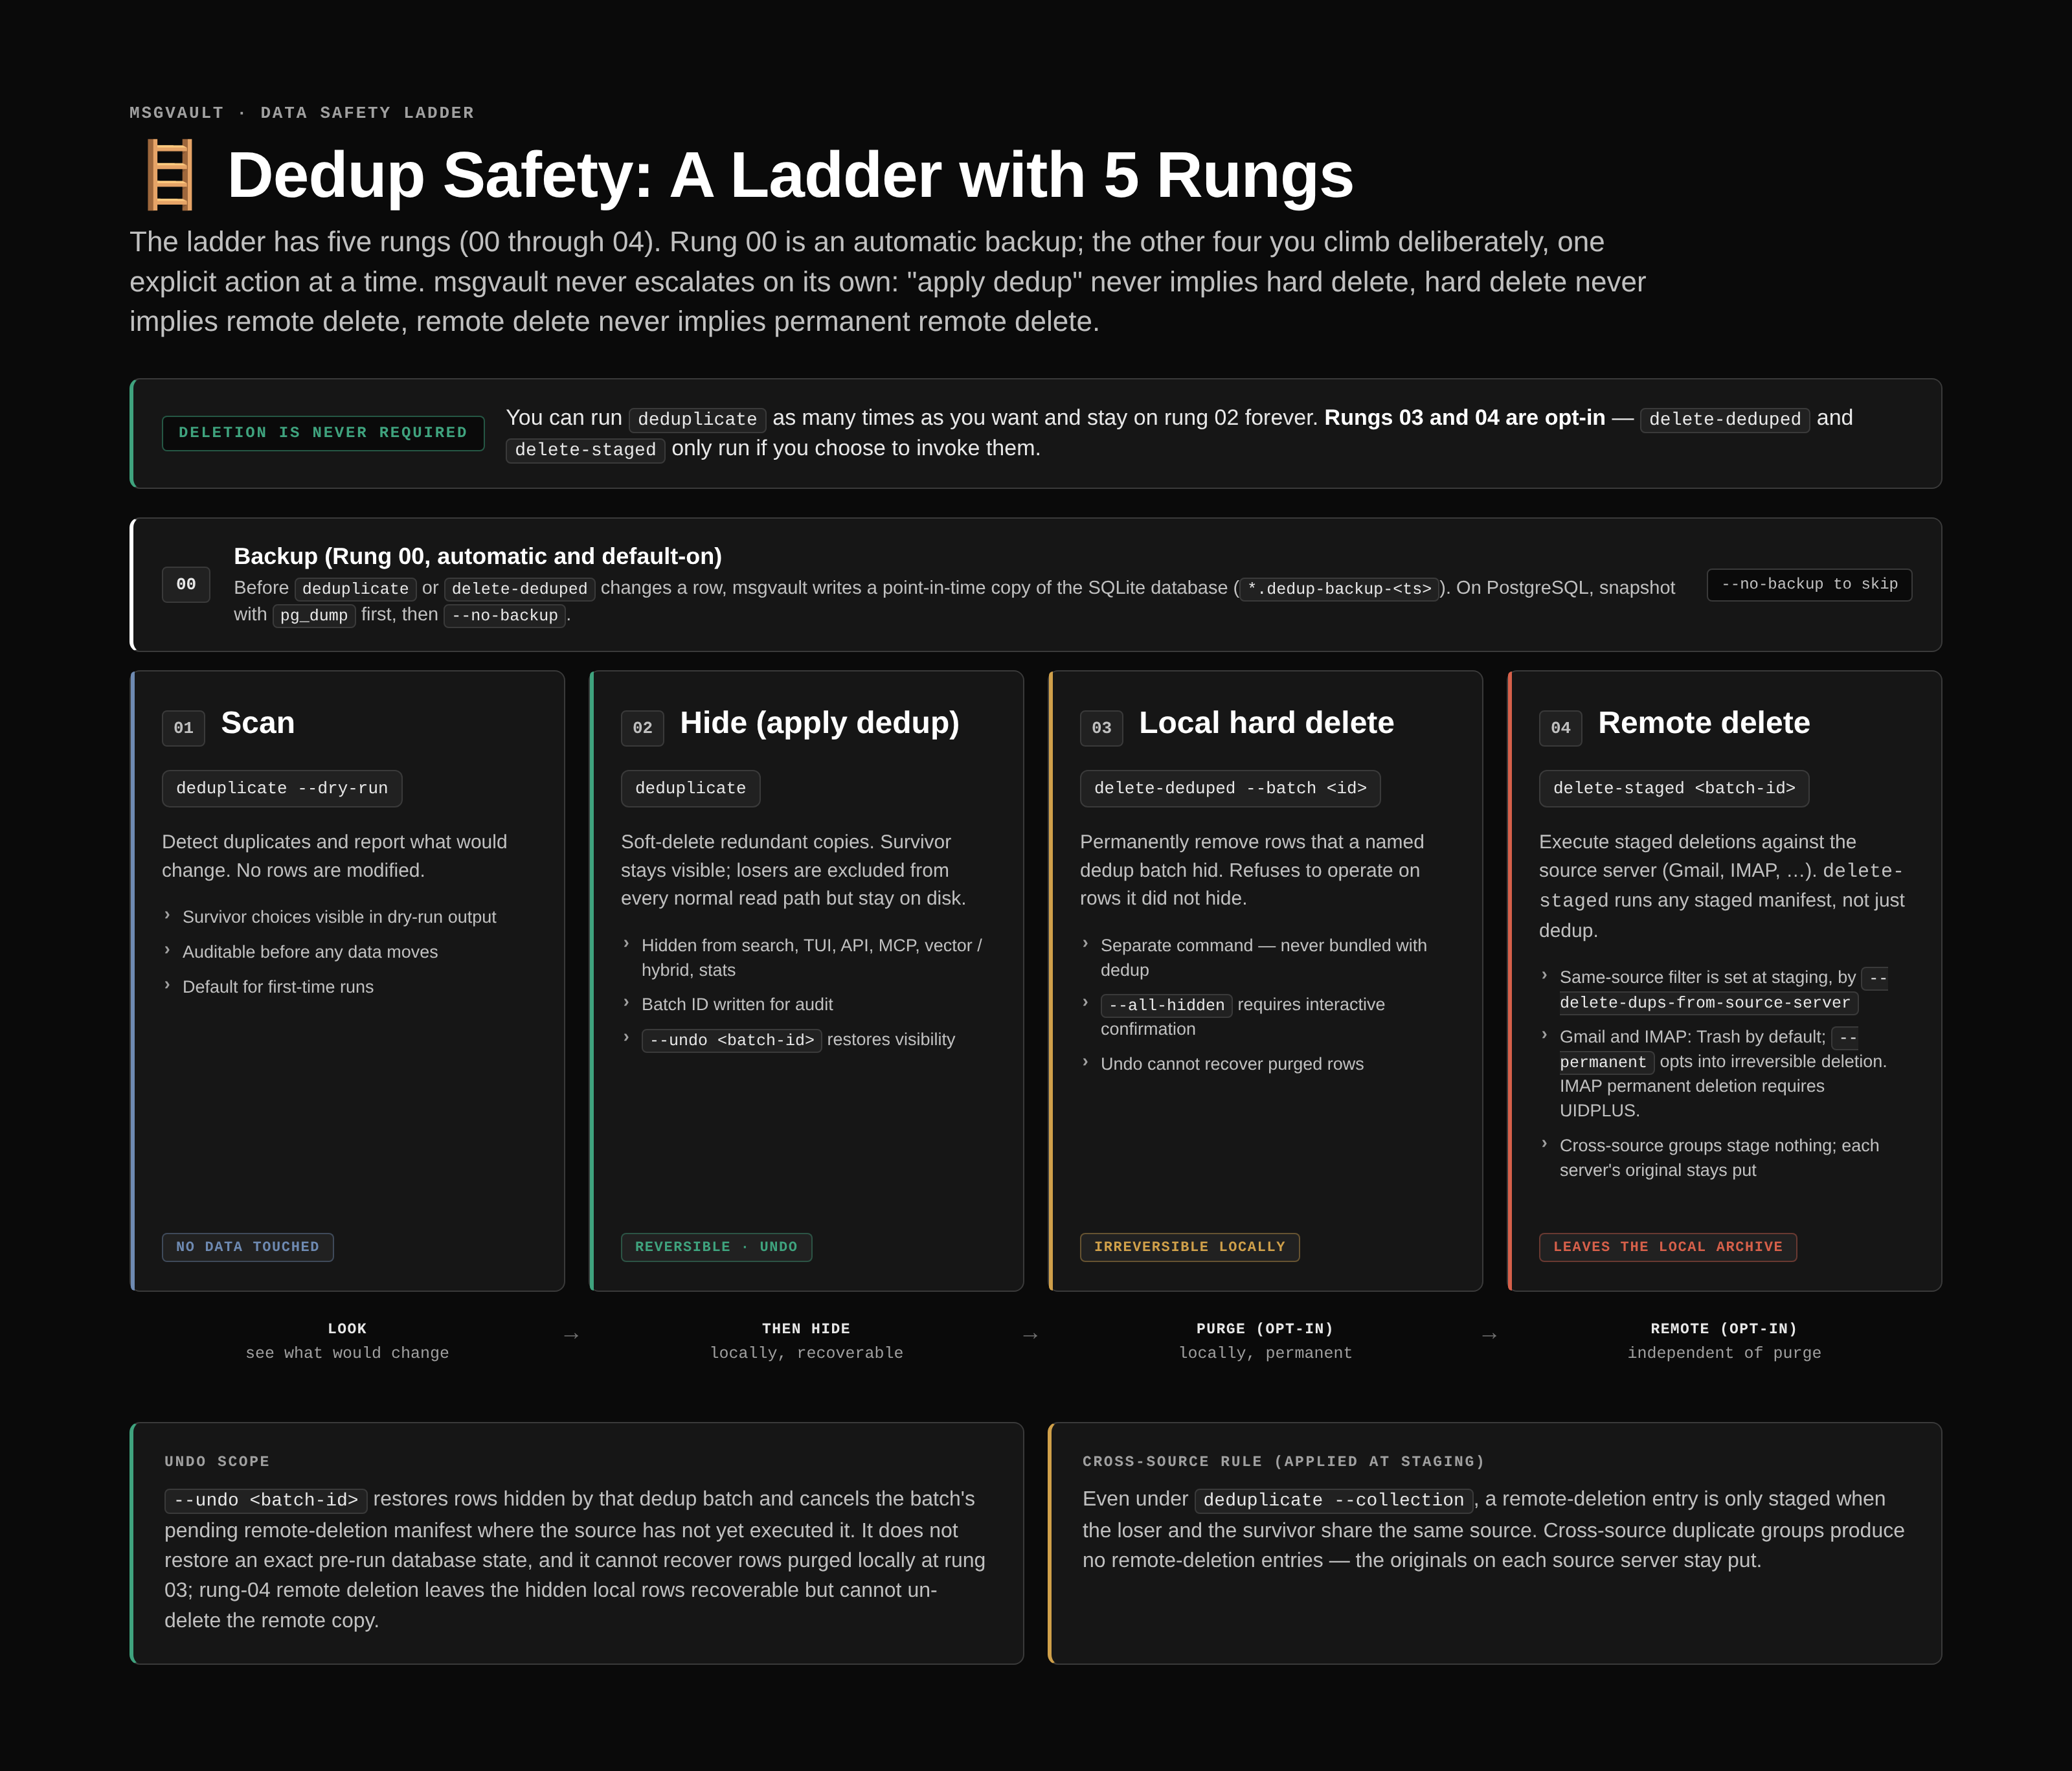 MSGVAULT · DATA SAFETY LADDER
🪜 Dedup Safety: A Ladder with 5 Rungs
The ladder has five rungs (00 through 04). Rung 00 is an automatic backup; the other four you climb deliberately, one
explicit action at a time. msgvault never escalates on its own: "apply dedup" never implies hard delete, hard delete never
implies remote delete, remote delete never implies permanent remote delete.
DELETION IS NEVER REQUIRED
You can run deduplicate as many times as you want and stay on rung 02 forever. Rungs 03 and 04 are opt-in — delete-deduped and
delete-staged only run if you choose to invoke them.
00
Backup (Rung 00, automatic and default-on)
Before deduplicate or delete-deduped changes a row, msgvault writes a point-in-time copy of the SQLite database (*.dedup-backup-<ts>). On PostgreSQL, snapshot
with pg_dump first, then --no-backup.
--no-backup to skip
01 Scan
deduplicate --dry-run
Detect duplicates and report what would
change. No rows are modified.
› Survivor choices visible in dry-run output
› Auditable before any data moves
› Default for first-time runs
NO DATA TOUCHED
02 Hide (apply dedup)
deduplicate
Soft-delete redundant copies. Survivor
stays visible; losers are excluded from
every normal read path but stay on disk.
› Hidden from search, TUI, API, MCP, vector /
hybrid, stats
› Batch ID written for audit
› --undo <batch-id> restores visibility
REVERSIBLE · UNDO
03 Local hard delete
delete-deduped --batch <id>
Permanently remove rows that a named
dedup batch hid. Refuses to operate on
rows it did not hide.
› Separate command — never bundled with
dedup
› --all-hidden requires interactive
confirmation
› Undo cannot recover purged rows
IRREVERSIBLE LOCALLY
04 Remote delete
delete-staged <batch-id>
Execute staged deletions against the
source server (Gmail, IMAP, …). delete-
staged runs any staged manifest, not just
dedup.
› Same-source filter is set at staging, by --
delete-dups-from-source-server
› Gmail and IMAP: Trash by default; --
permanent opts into irreversible deletion.
IMAP permanent deletion requires
UIDPLUS.
› Cross-source groups stage nothing; each
server's original stays put
LEAVES THE LOCAL ARCHIVE
LOOK
see what would change
→
THEN HIDE
locally, recoverable
→
PURGE (OPT-IN)
locally, permanent
→
REMOTE (OPT-IN)
independent of purge
UNDO SCOPE
--undo <batch-id> restores rows hidden by that dedup batch and cancels the batch's
pending remote-deletion manifest where the source has not yet executed it. It does not
restore an exact pre-run database state, and it cannot recover rows purged locally at rung
03; rung-04 remote deletion leaves the hidden local rows recoverable but cannot un-
delete the remote copy.
CROSS-SOURCE RULE (APPLIED AT STAGING)
Even under deduplicate --collection, a remote-deletion entry is only staged when
the loser and the survivor share the same source. Cross-source duplicate groups produce
no remote-deletion entries — the originals on each source server stay put.